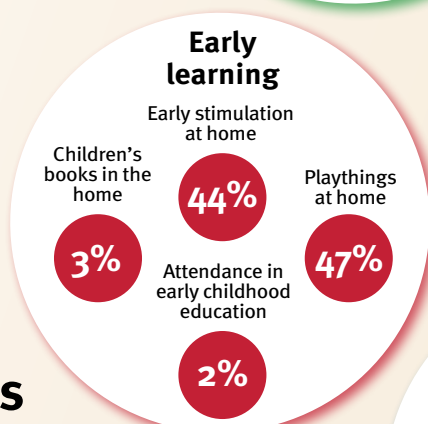 Early
learning
Early stimulation
at home
44%
Children's
books in the
home
3%
Playthings
at home
47%
Attendance in
early childhood
education
2%
s